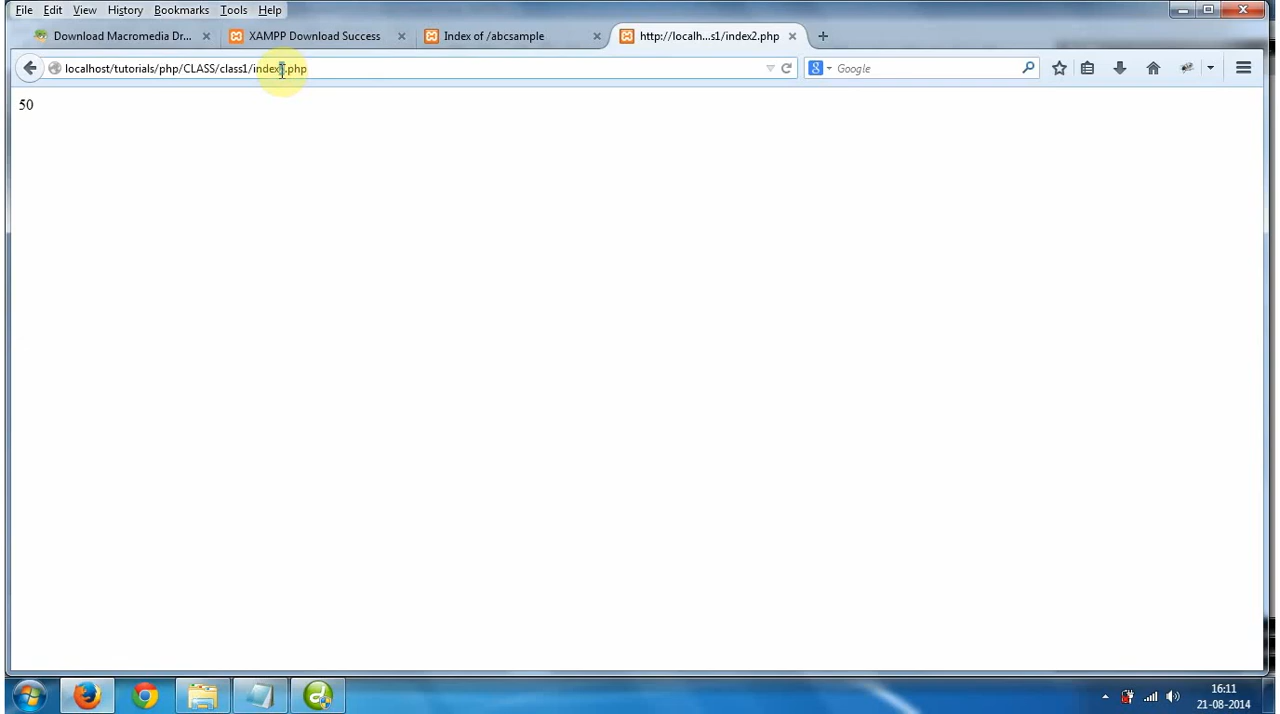 File Edit View History Bookmarks Tools Help
Download Macromedia Dr... XAMPP Download Success Index of /abcsample http://localh...s1/index2.php
localhost/tutorials/php/CLASS/class1/index2.php Google
50
16:11
21-08-2014